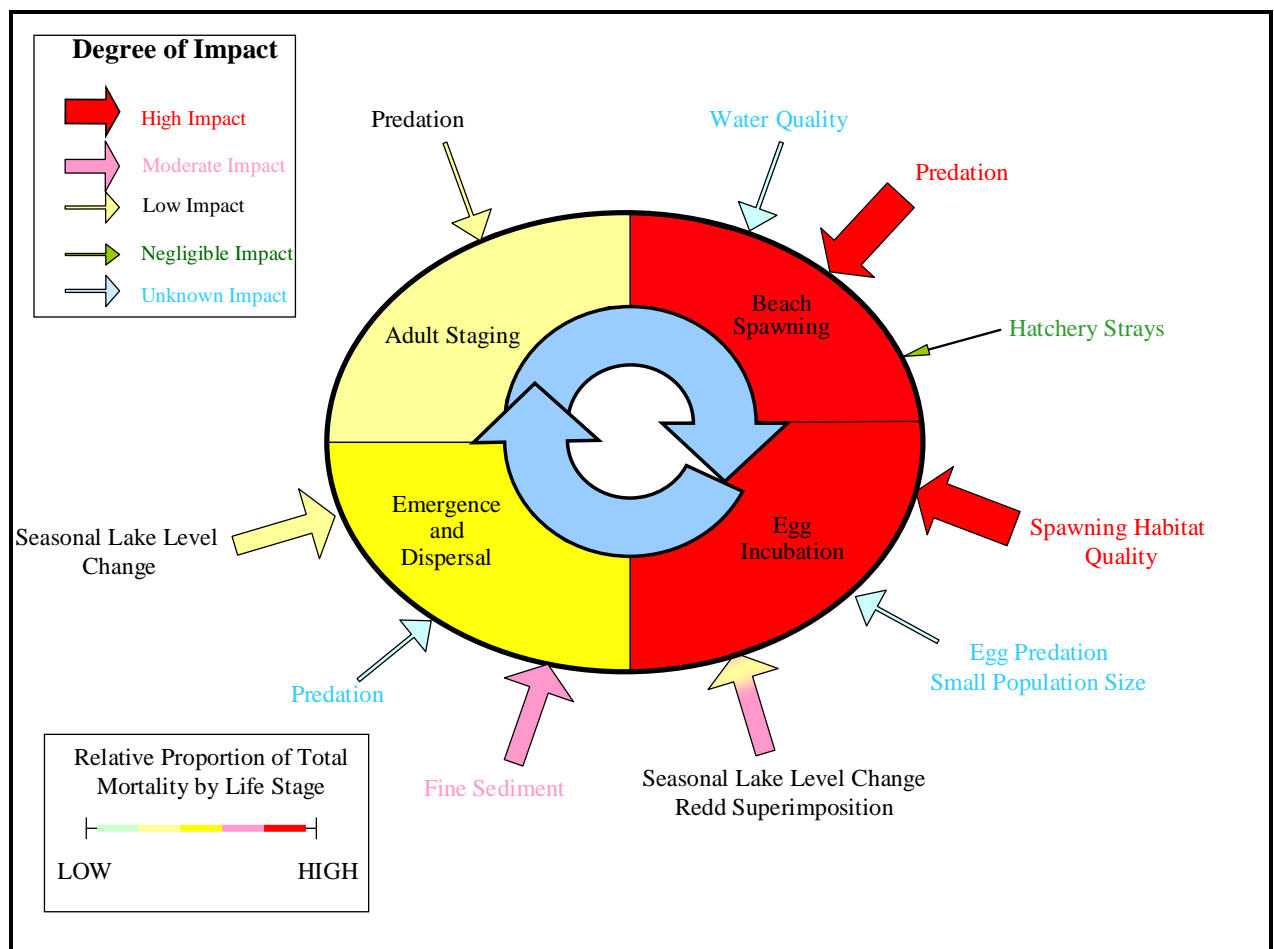 Degree of Impact
High Impact
Moderate Impact
Low Impact
Negligible Impact
Unknown Impact
Predation
Water Quality
Predation
Beach
Spawning
Adult Staging
Hatchery Strays
Emergence
and
Dispersal
Egg
Incubation
Seasonal Lake Level
Change
Spawning Habitat
Quality
Egg Predation
Small Population Size
Predation
Fine Sediment
Seasonal Lake Level Change
Redd Superimposition
Relative Proportion of Total
Mortality by Life Stage
LOW HIGH